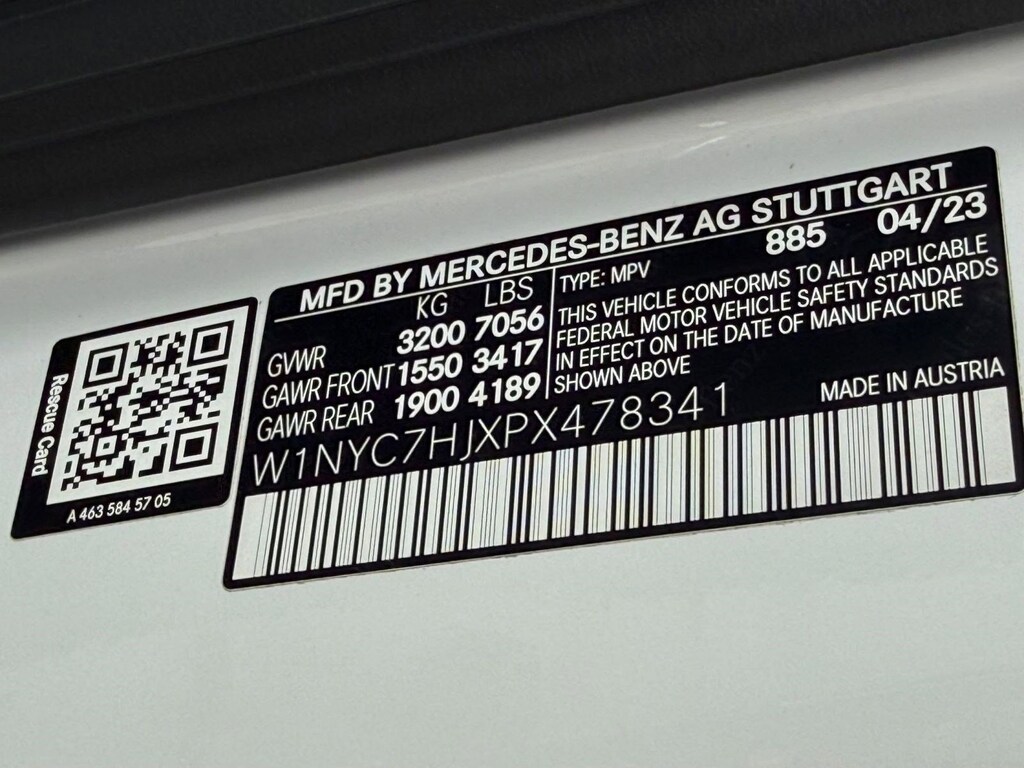 MFD BY MERCEDES-BENZ AG STUTTGART
885 04/23
KG LBS
GVWR 3200 7056
GAWR FRONT 1550 3417
GAWR REAR 1900 4189
TYPE: MPV
THIS VEHICLE CONFORMS TO ALL APPLICABLE
FEDERAL MOTOR VEHICLE SAFETY STANDARDS
IN EFFECT ON THE DATE OF MANUFACTURE
SHOWN ABOVE
MADE IN AUSTRIA
W1NYC7HJXPX478341
Rescue Card
A 463 584 57 05